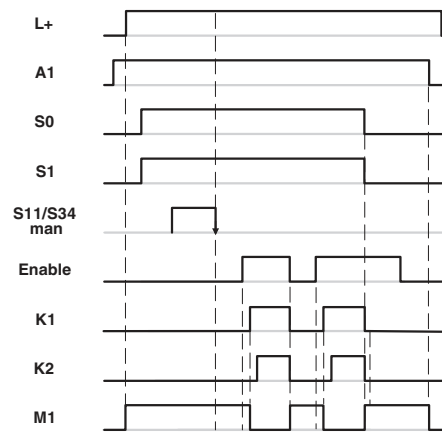 L+
A1
S0
S1
S11/S34
man
Enable
K1
K2
M1